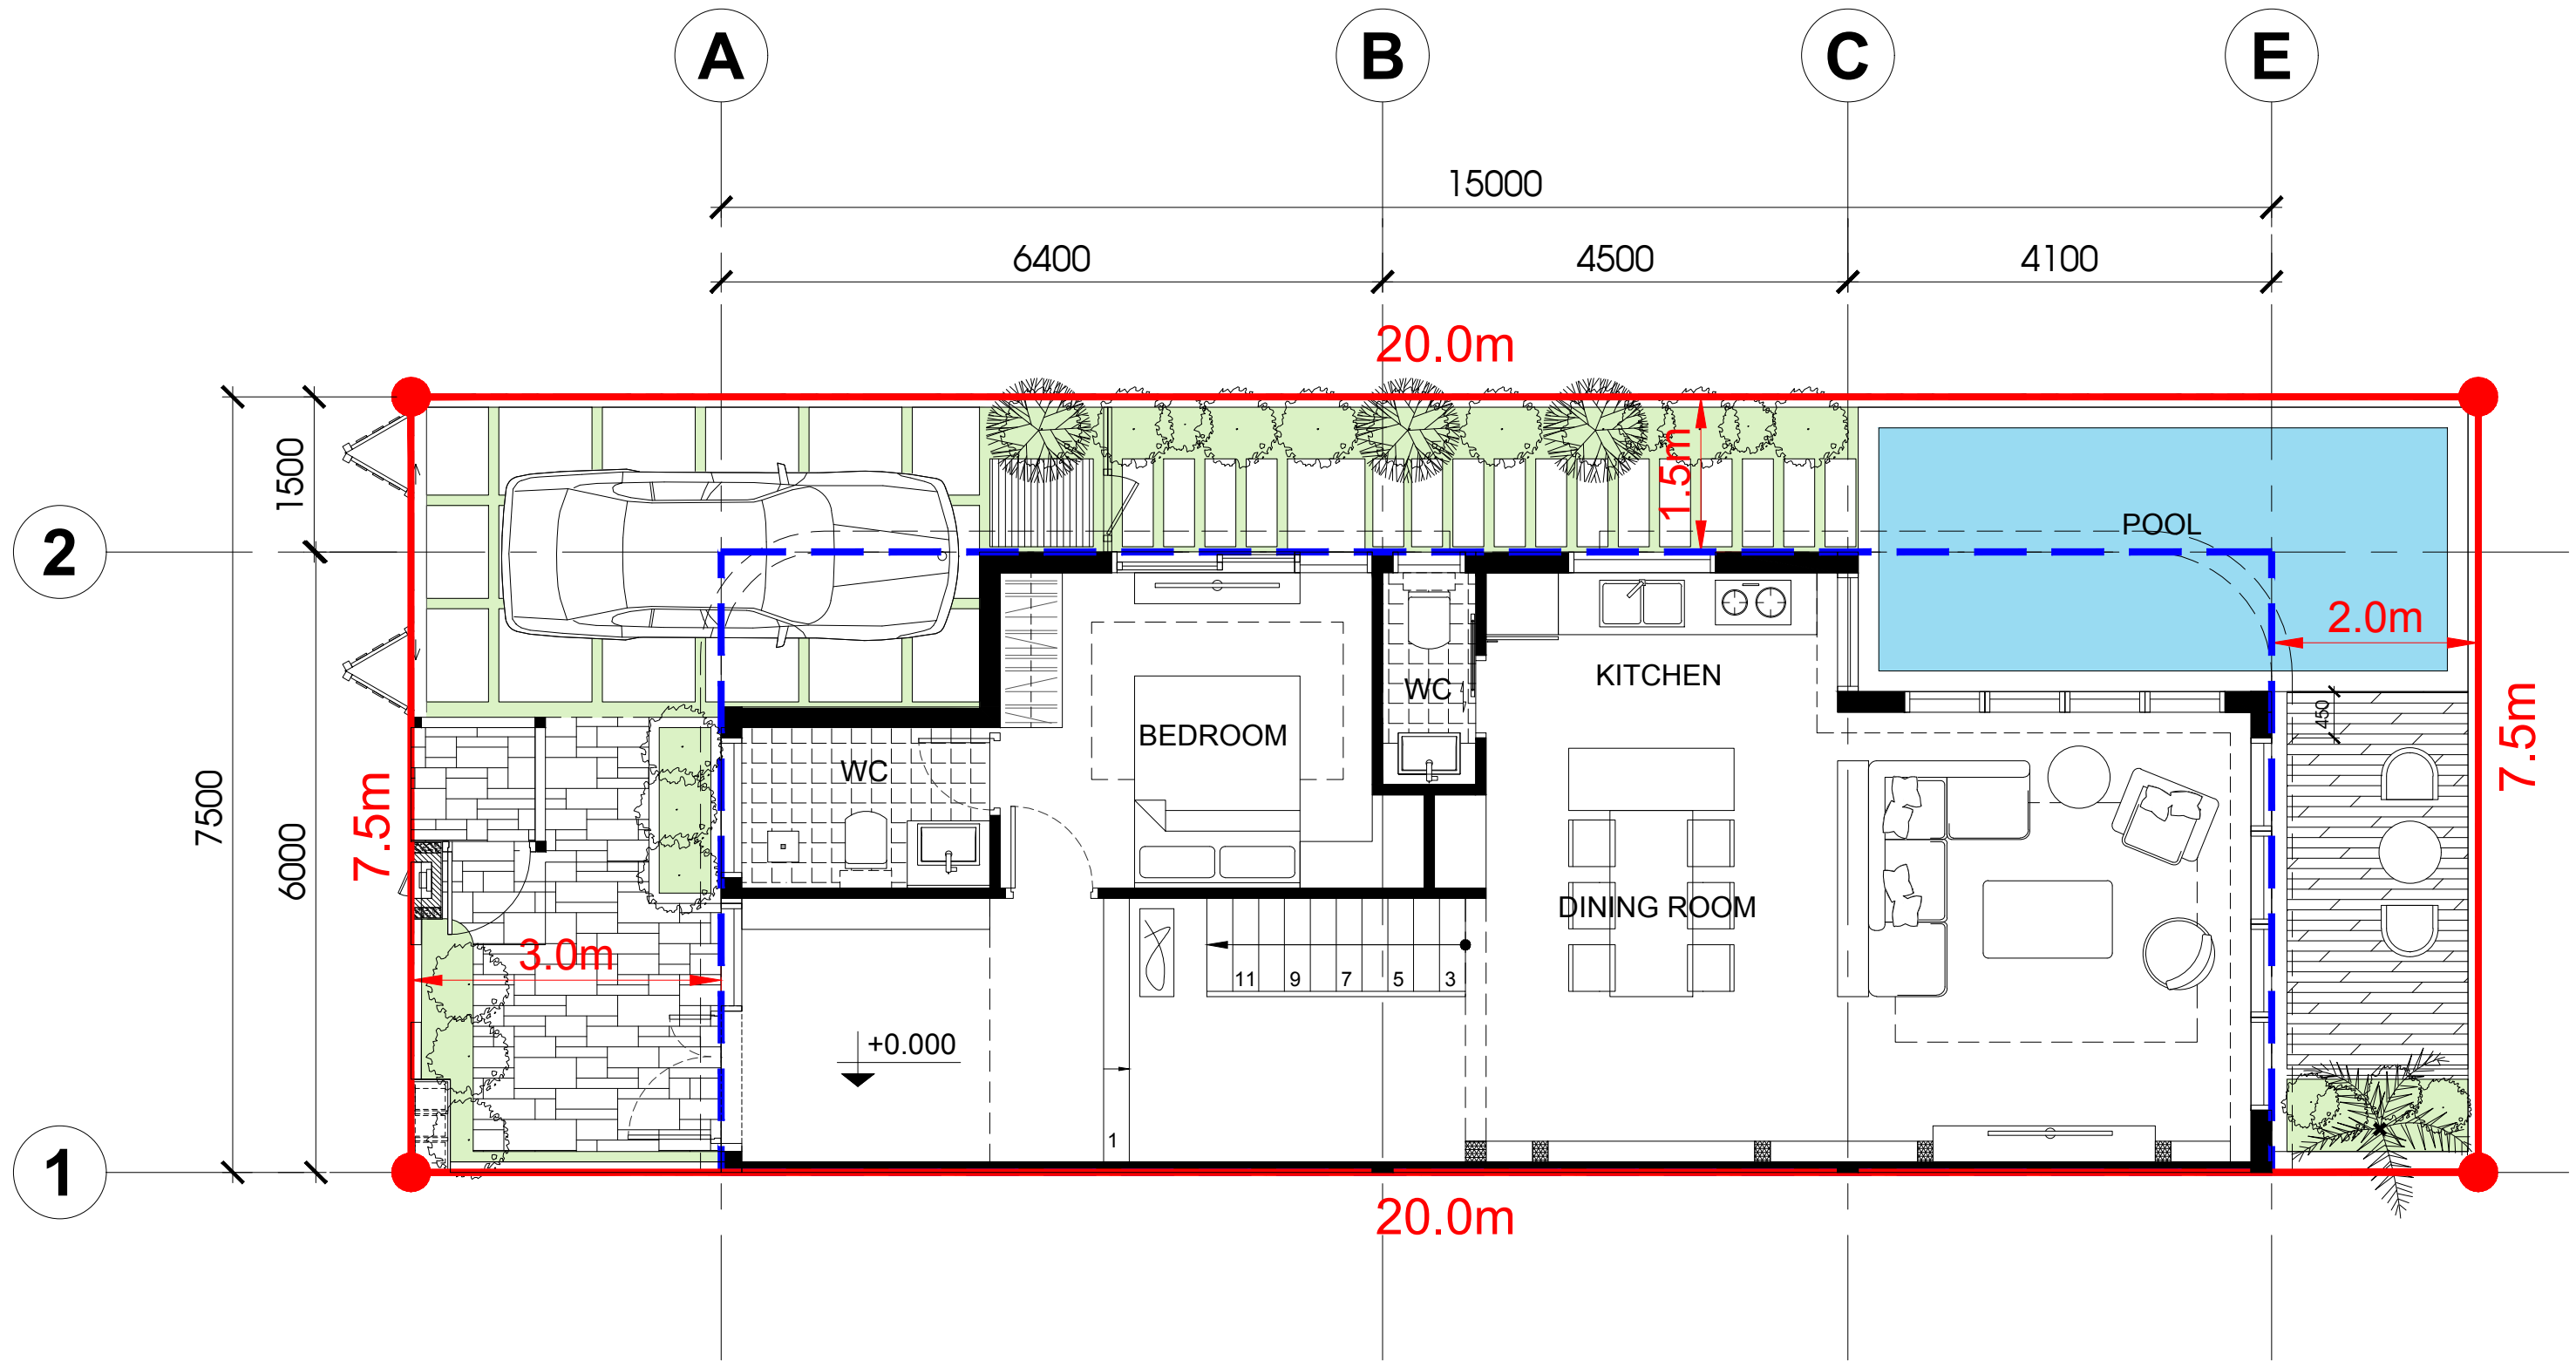 A B C E
15000
6400 4500 4100
20.0m
1500
1.5m
2
POOL
2.0m
KITCHEN
WC
450
BEDROOM
7.5m
WC
7500
7.5m
6000
DINING ROOM
3.0m
11 9 7 5 3
+0.000
1
1
20.0m